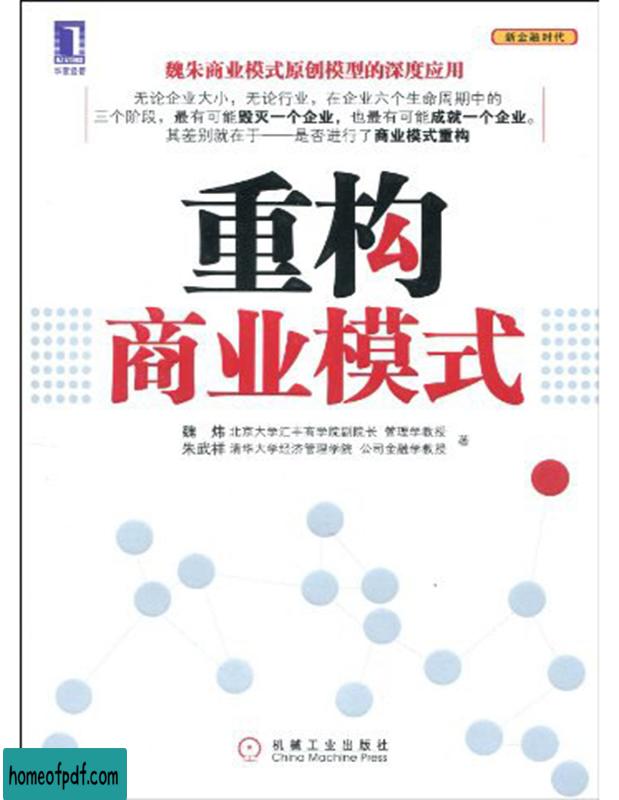 华章经管
新金融时代
魏朱商业模式原创模型的深度应用
无论企业大小，无论行业，在企业六个生命周期中的
三个阶段，最有可能毁灭一个企业，也最有可能成就一个企业。
其差别就在于——是否进行了商业模式重构
重构
商业模式
魏 炜 北京大学汇丰商学院副院长 管理学教授
朱武祥 清华大学经济管理学院 公司金融学教授 著
机械工业出版社
China Machine Press
homeofpdf.com